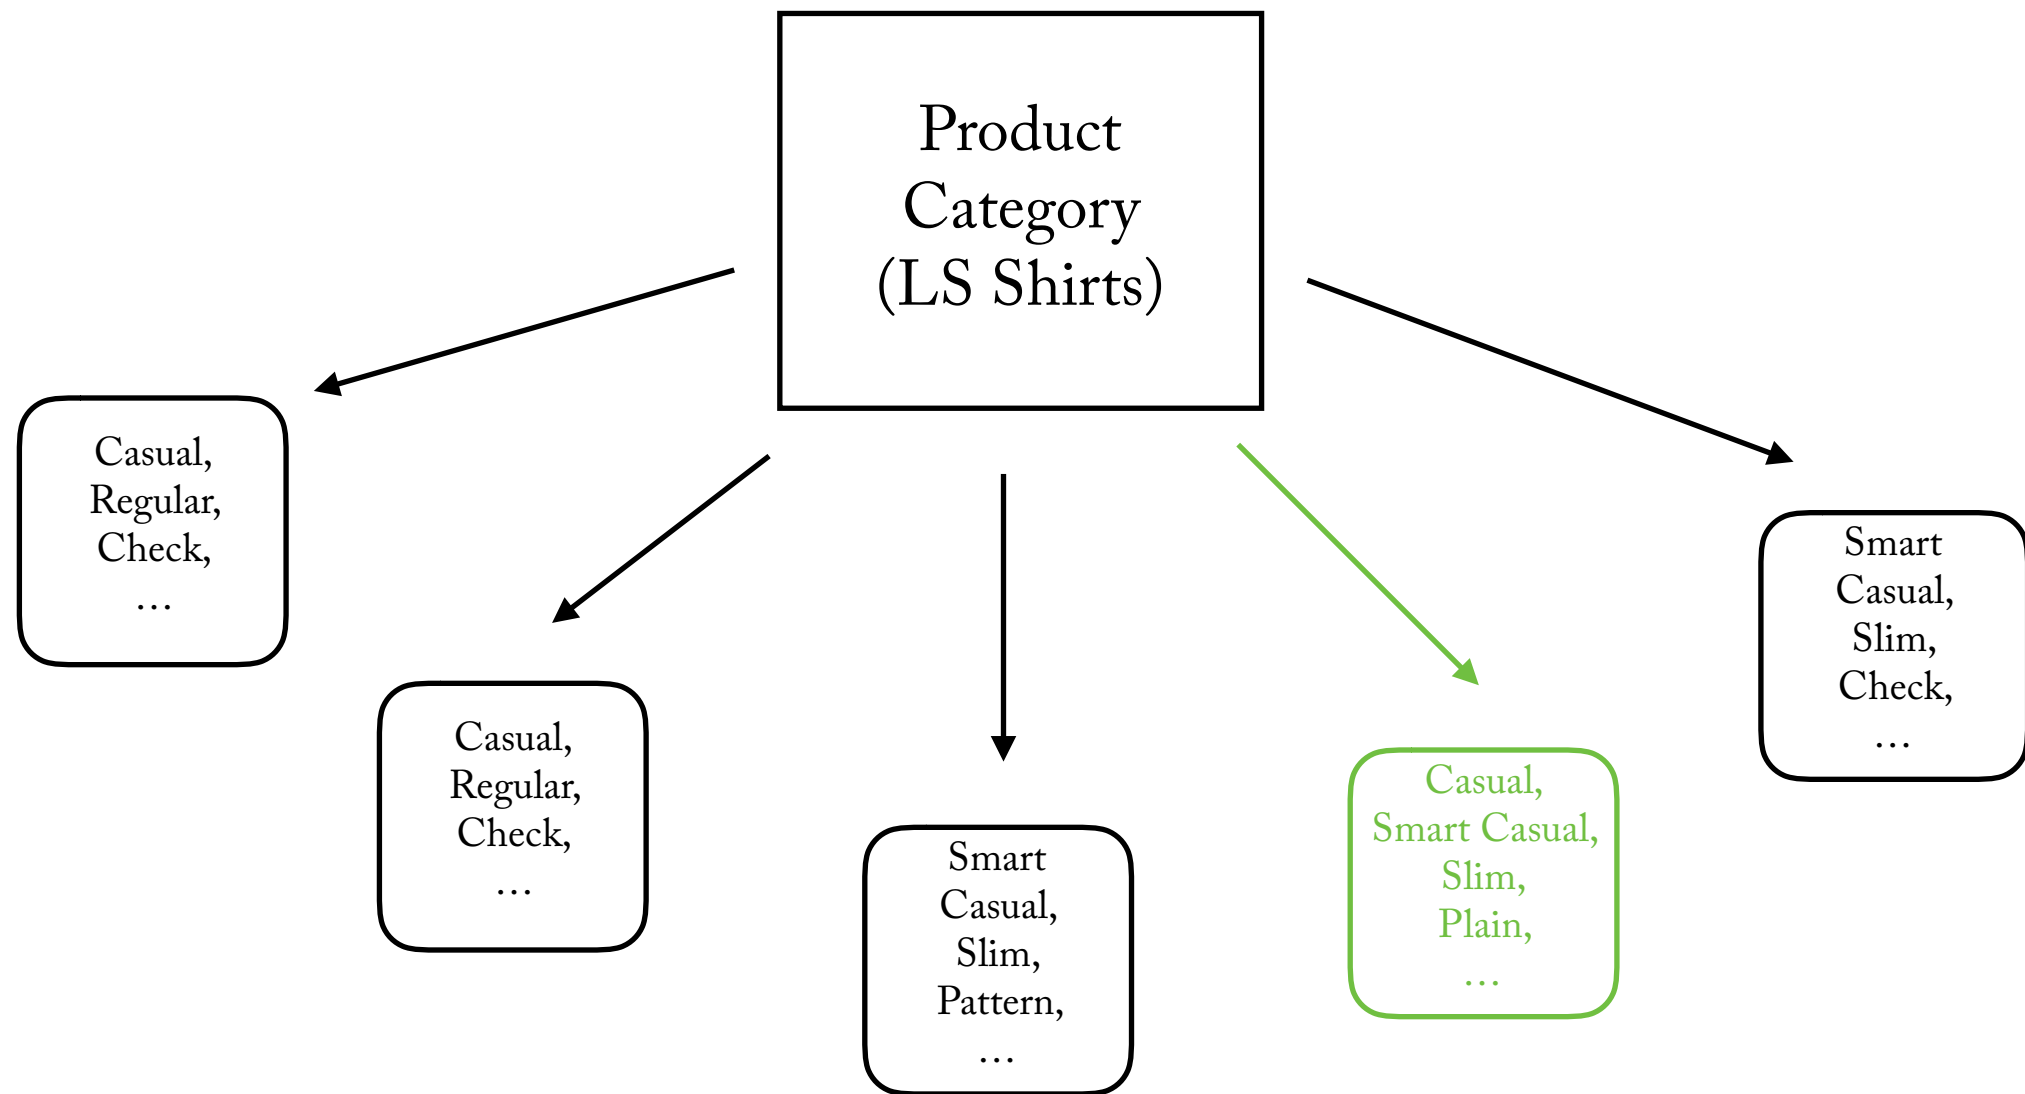 Product
Category
(LS Shirts)
Casual,
Regular,
Check,
…
Casual,
Regular,
Check,
…
Smart
Casual,
Slim,
Pattern,
…
Casual,
Smart Casual,
Slim,
Plain,
…
Smart
Casual,
Slim,
Check,
…